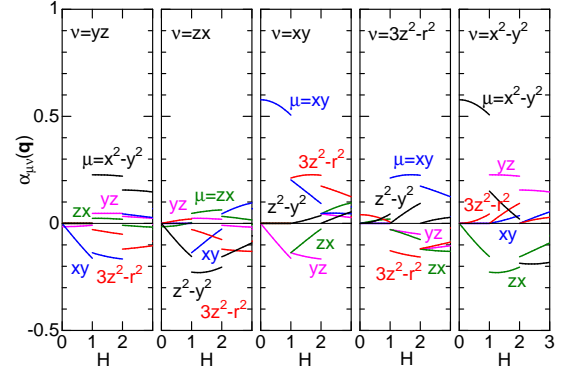 1
0.5
0
-0.5
α_μν(q)
ν=yz
μ=x²-y²
yz
zx
xy
3z²-r²
0 1 2
H
ν=zx
yz
μ=zx
xy
z²-y²
3z²-r²
0 1 2
H
ν=xy
μ=xy
3z²-r²
z²-y²
zx
yz
0 1 2
H
ν=3z²-r²
μ=xy
z²-y²
yz
zx
3z²-r²
0 1 2
H
ν=x²-y²
μ=x²-y²
yz
3z²-r²
xy
zx
0 1 2 3
H